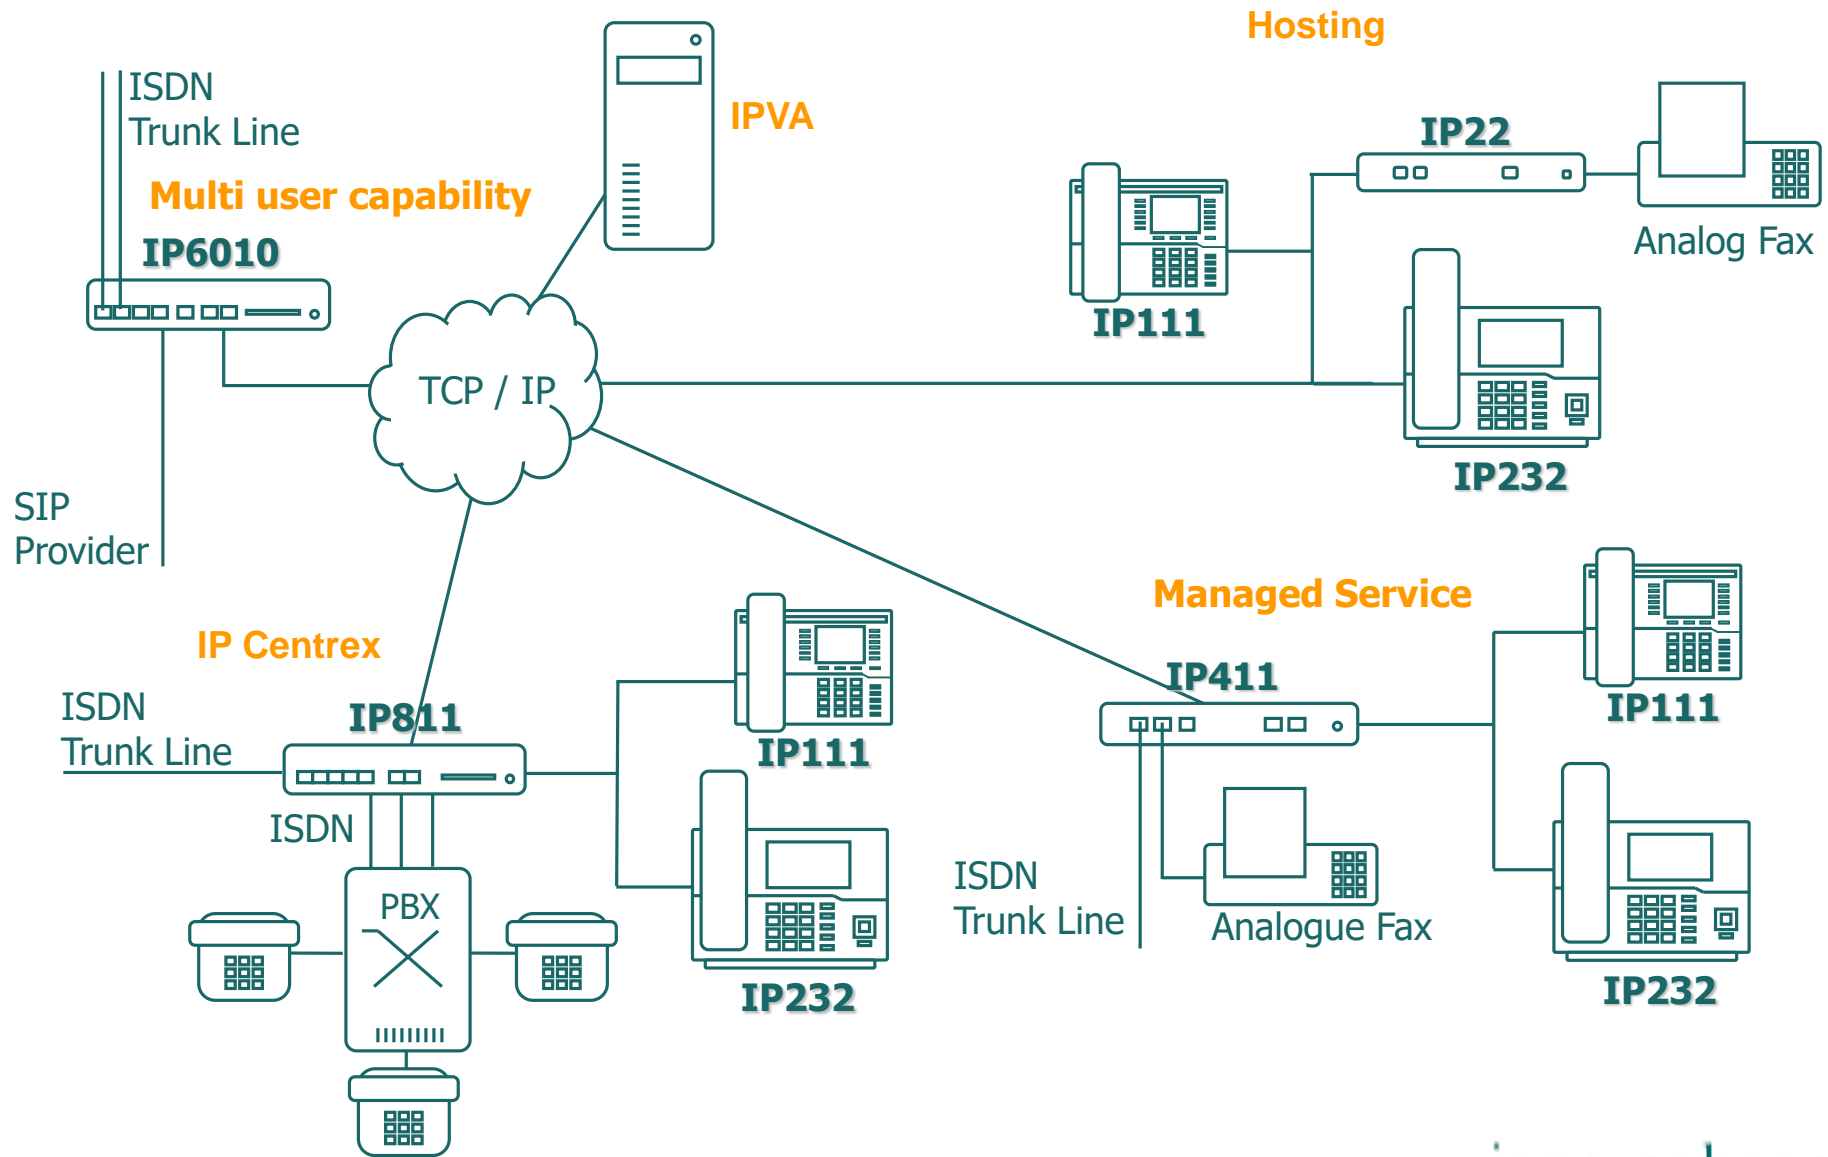 Hosting
ISDN
Trunk Line
IPVA
IP22
Multi user capability
IP6010
Analog Fax
IP111
TCP / IP
IP232
SIP
Provider
Managed Service
IP Centrex
IP411
ISDN
Trunk Line
IP811
IP111
IP111
ISDN
ISDN
Trunk Line
PBX
Analogue Fax
IP232
IP232